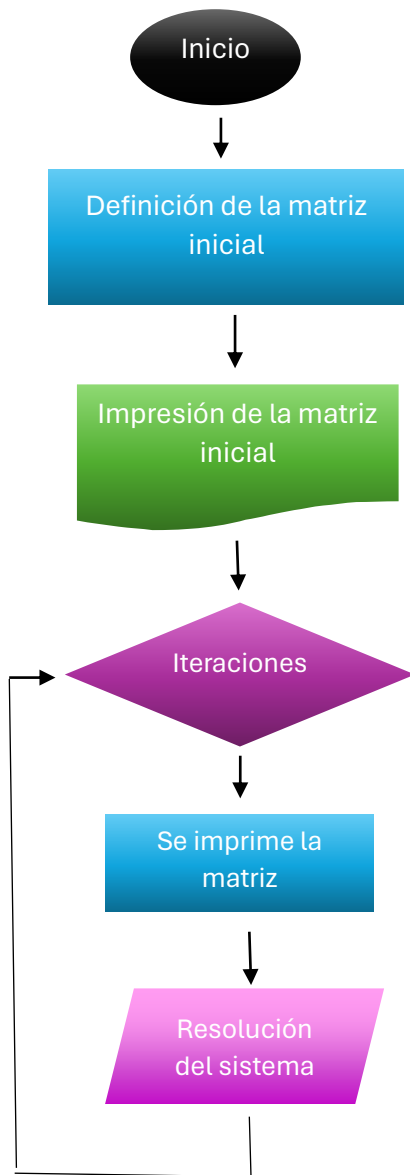 Inicio
Definición de la matriz
inicial
Impresión de la matriz
inicial
Iteraciones
Se imprime la
matriz
Resolución
del sistema